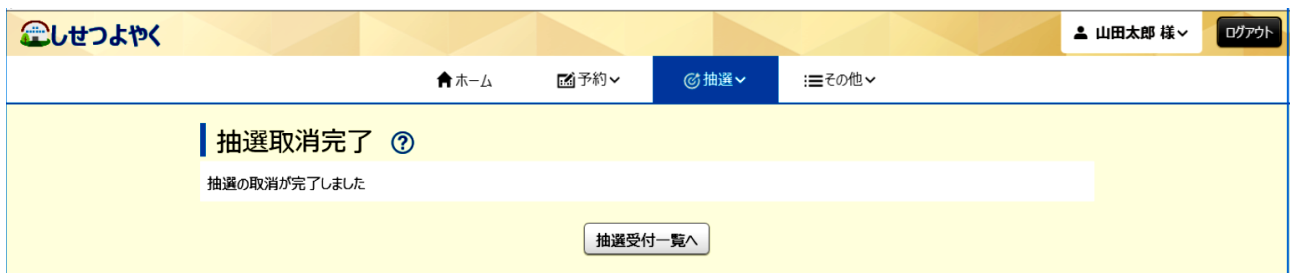 しせつよやく
山田太郎 様
ログアウト
ホーム
予約
抽選
その他
抽選取消完了 ?
抽選の取消が完了しました
抽選受付一覧へ